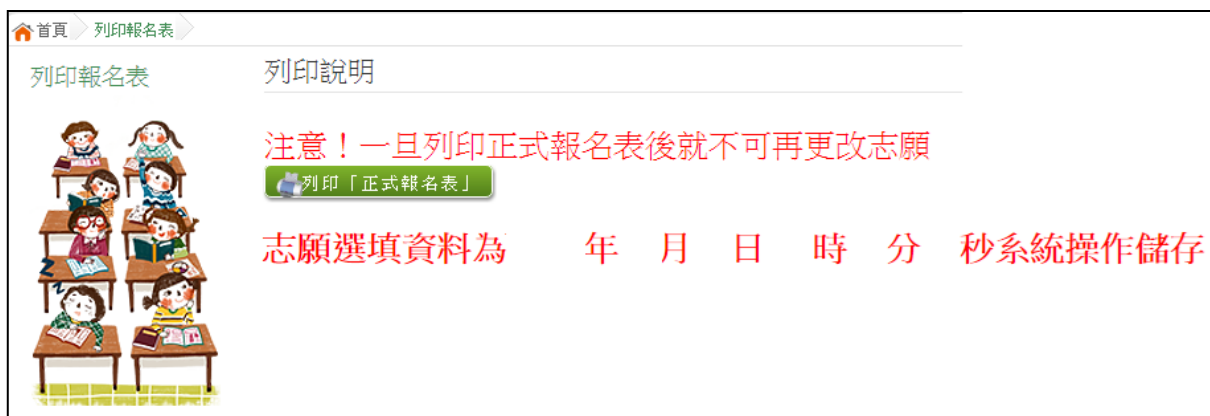 首頁 列印報名表
列印報名表
列印說明
注意！一旦列印正式報名表後就不可再更改志願
列印「正式報名表」
志願選填資料為 年 月 日 時 分 秒系統操作儲存